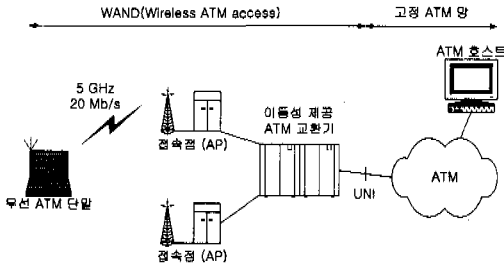 WAND(Wireless ATM access)
고정 ATM 망
ATM 호스트
5 GHz
20 Mb/s
이동성 제공
ATM 교환기
접속점 (AP)
무선 ATM 단말
UNI
ATM
접속점 (AP)